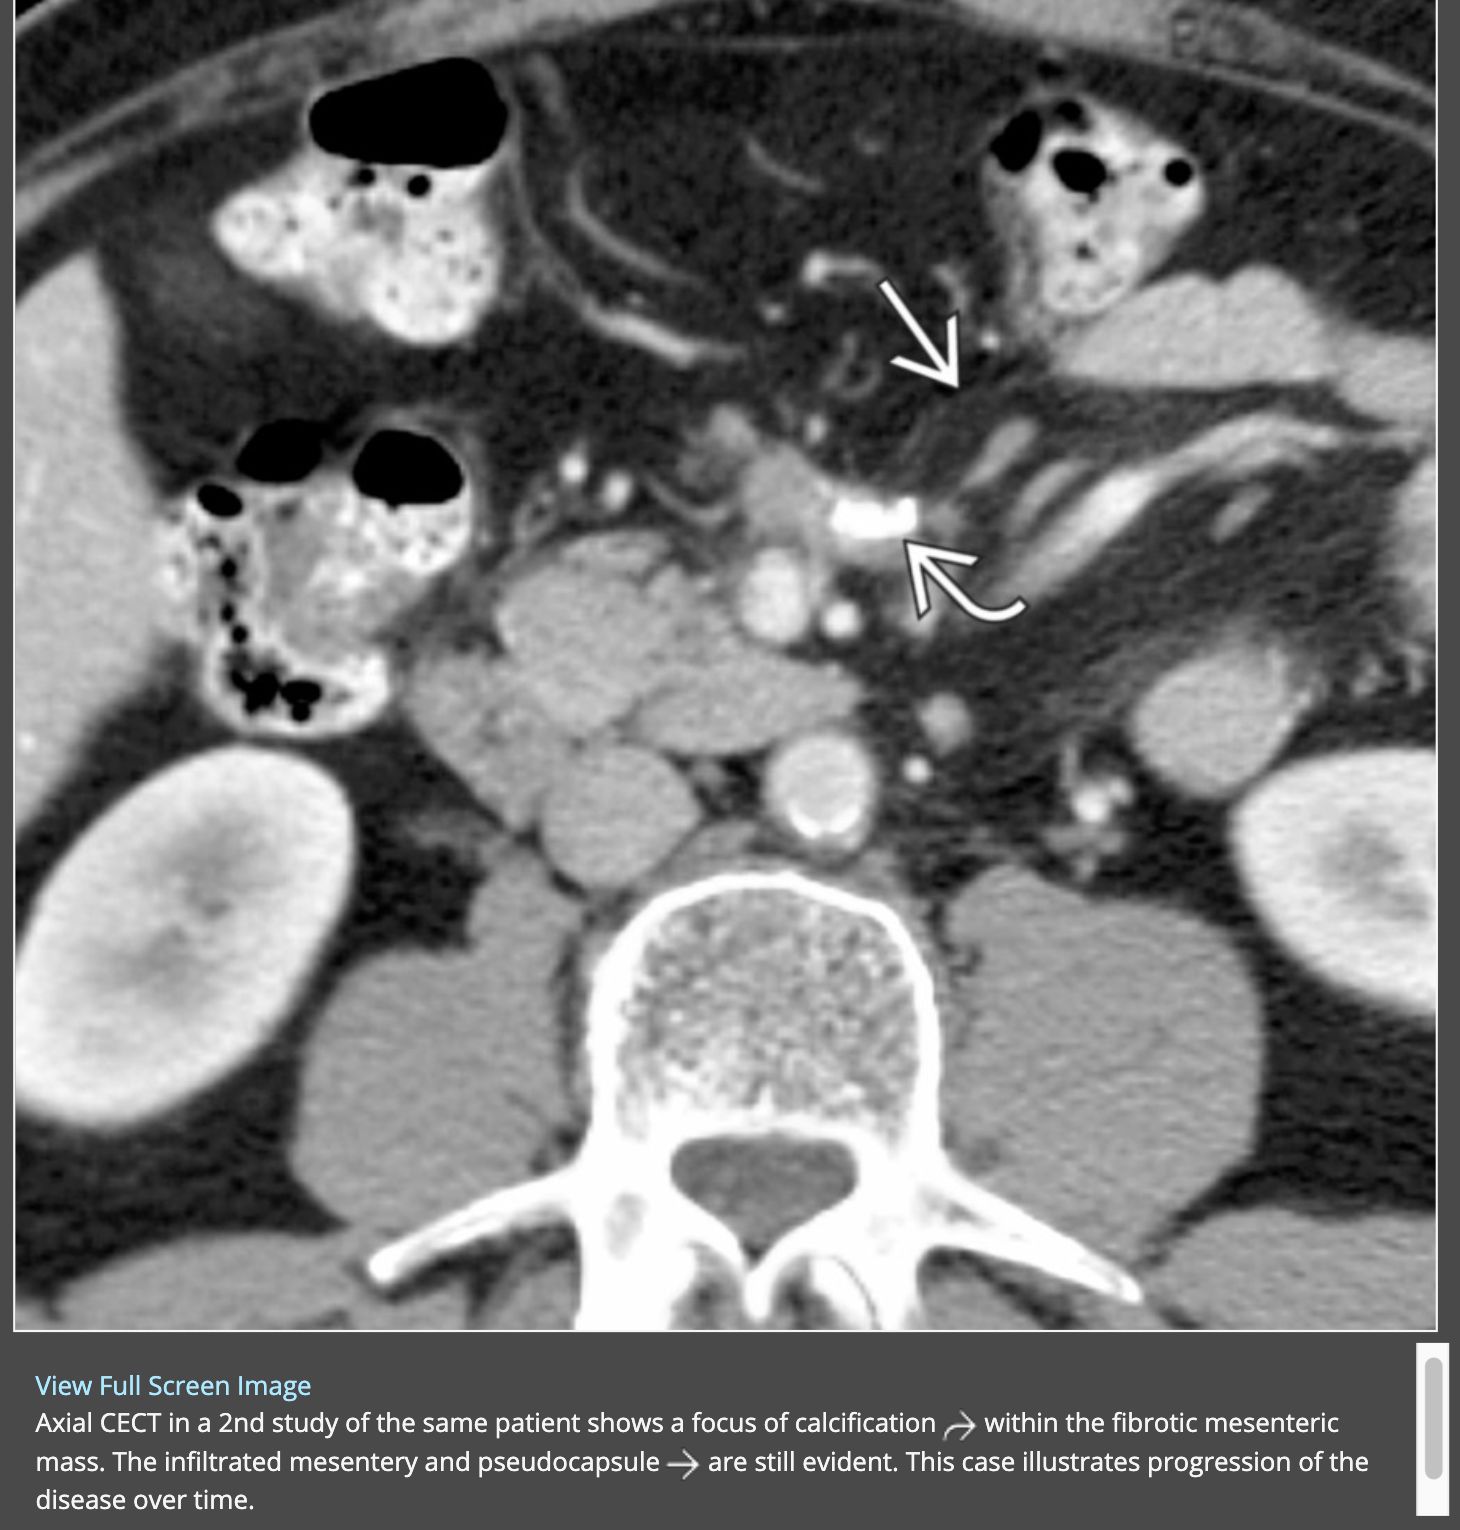 View Full Screen Image
Axial CECT in a 2nd study of the same patient shows a focus of calcification within the fibrotic mesenteric
mass. The infiltrated mesentery and pseudocapsule are still evident. This case illustrates progression of the
disease over time.